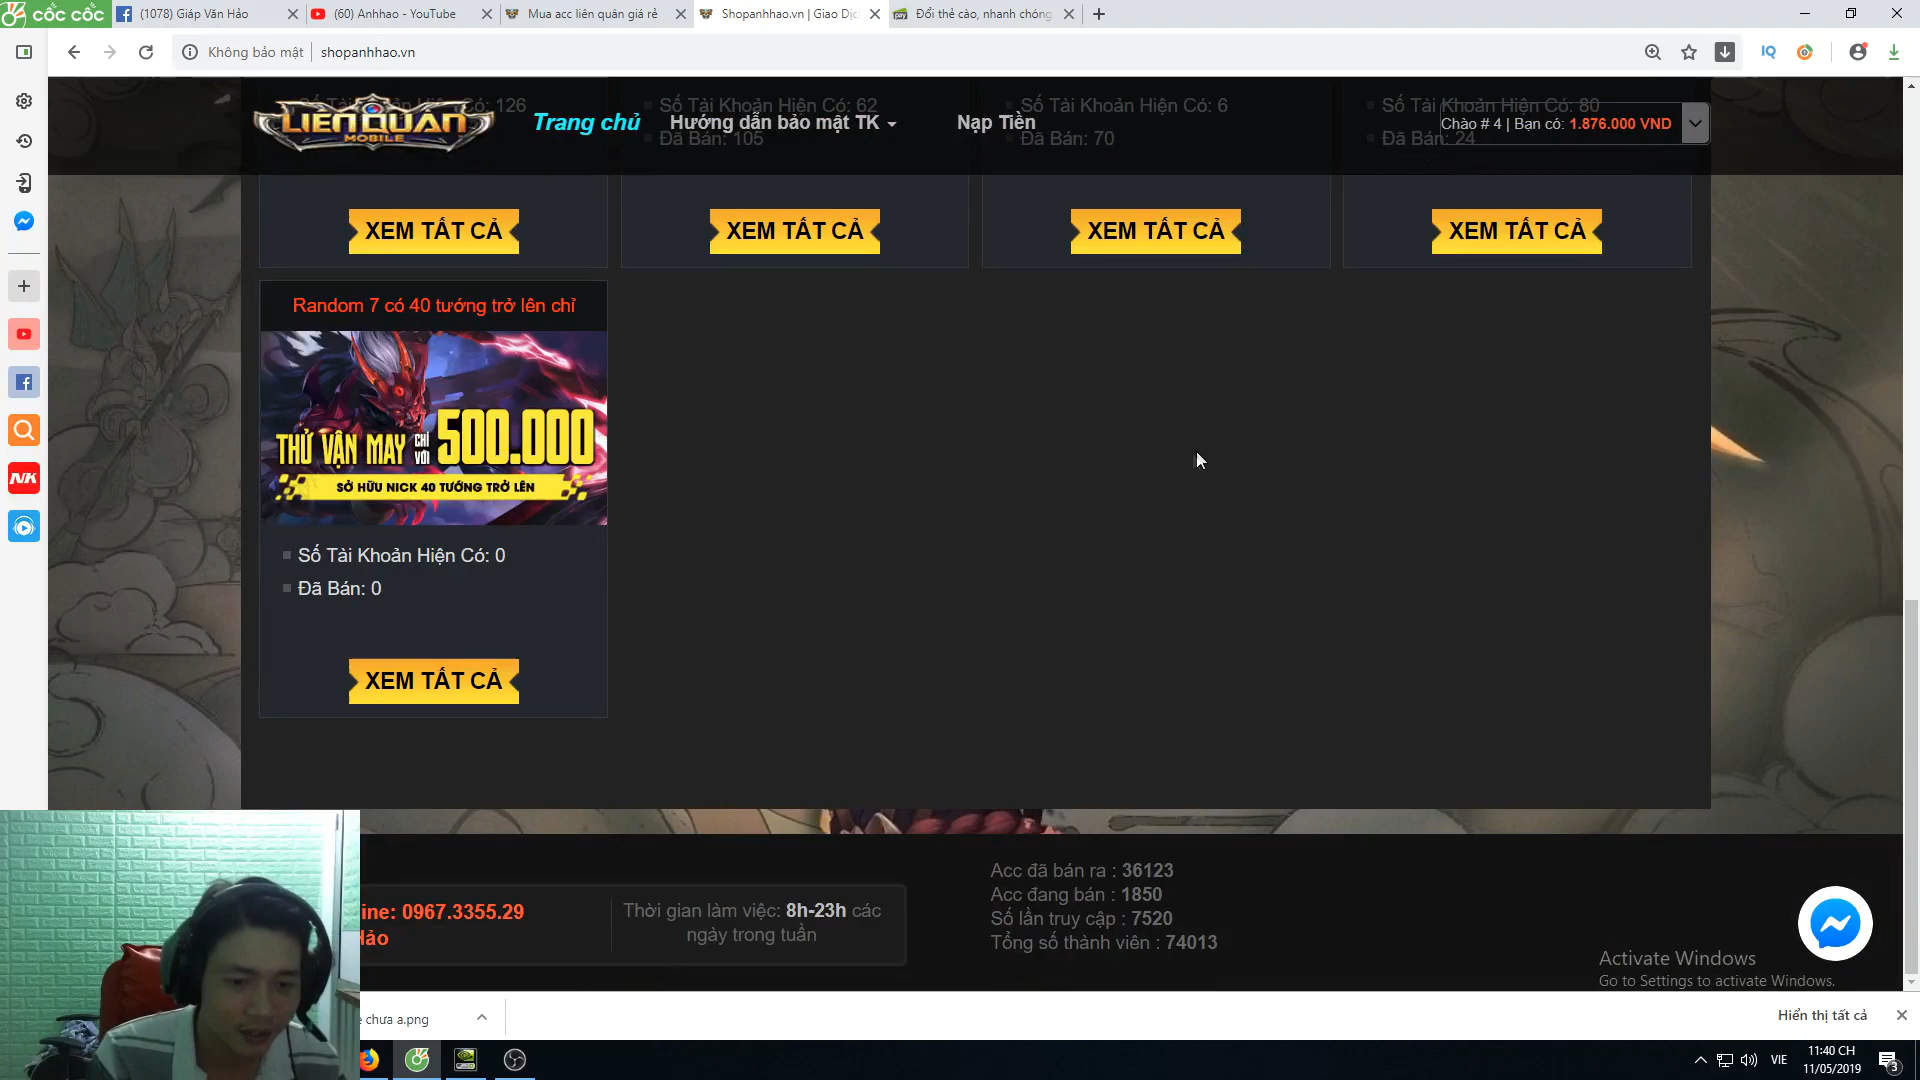 cốc cốc
(1078) Giáp Văn Hảo
(60) Anhhao - YouTube
Mua acc liên quân giá rẻ
Shopanhhao.vn | Giao Dịc
Đổi thẻ cào, nhanh chóng
Không bảo mật
shopanhhao.vn
IQ
LIÊN QUÂN
MOBILE
Trang chủ
Hướng dẫn bảo mật TK
Nạp Tiền
Chào # 4 | Bạn có: 1.876.000 VND
Số Tài Khoản Hiện Có: 126
Số Tài Khoản Hiện Có: 62
Đã Bán: 105
Số Tài Khoản Hiện Có: 6
Đã Bán: 70
Số Tài Khoản Hiện Có: 80
Đã Bán: 24
XEM TẤT CẢ
XEM TẤT CẢ
XEM TẤT CẢ
XEM TẤT CẢ
Random 7 có 40 tướng trở lên chỉ
THỬ VẬN MAY CHỈ VỚI 500.000
SỞ HỮU NICK 40 TƯỚNG TRỞ LÊN
Số Tài Khoản Hiện Có: 0
Đã Bán: 0
XEM TẤT CẢ
NK
ine: 0967.3355.29
Hảo
Thời gian làm việc: 8h-23h các
ngày trong tuần
Acc đã bán ra : 36123
Acc đang bán : 1850
Số lần truy cập : 7520
Tổng số thành viên : 74013
Activate Windows
Go to Settings to activate Windows.
chưa a.png
Hiển thị tất cả
VIE
11:40 CH
11/05/2019
3